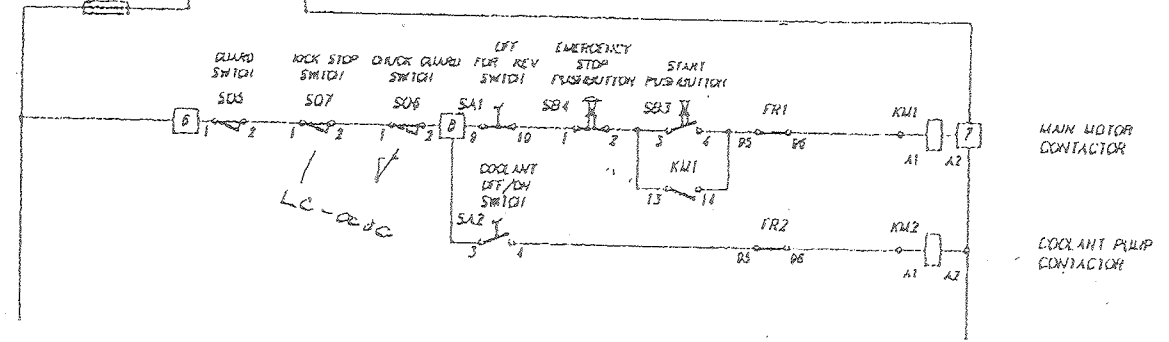 GUARD SWITCH
KICK STOP SWITCH
CHUCK GUARD SWITCH
OFF FOR REV SWITCH
EMERGENCY STOP PUSHBUTTON
START PUSHBUTTON
SQ7
SQ6
SA1
SB4
SB3
FR1
KM1
6
1 2
1 2
1 2
8
9 10
1 2
3 4
95 96
A1 A2
7
MAIN MOTOR CONTACTOR
KM1
13 14
COOLANT OFF/ON SWITCH
SA2
3 4
FR2
95 96
KM2
A1 A2
COOLANT PUMP CONTACTOR